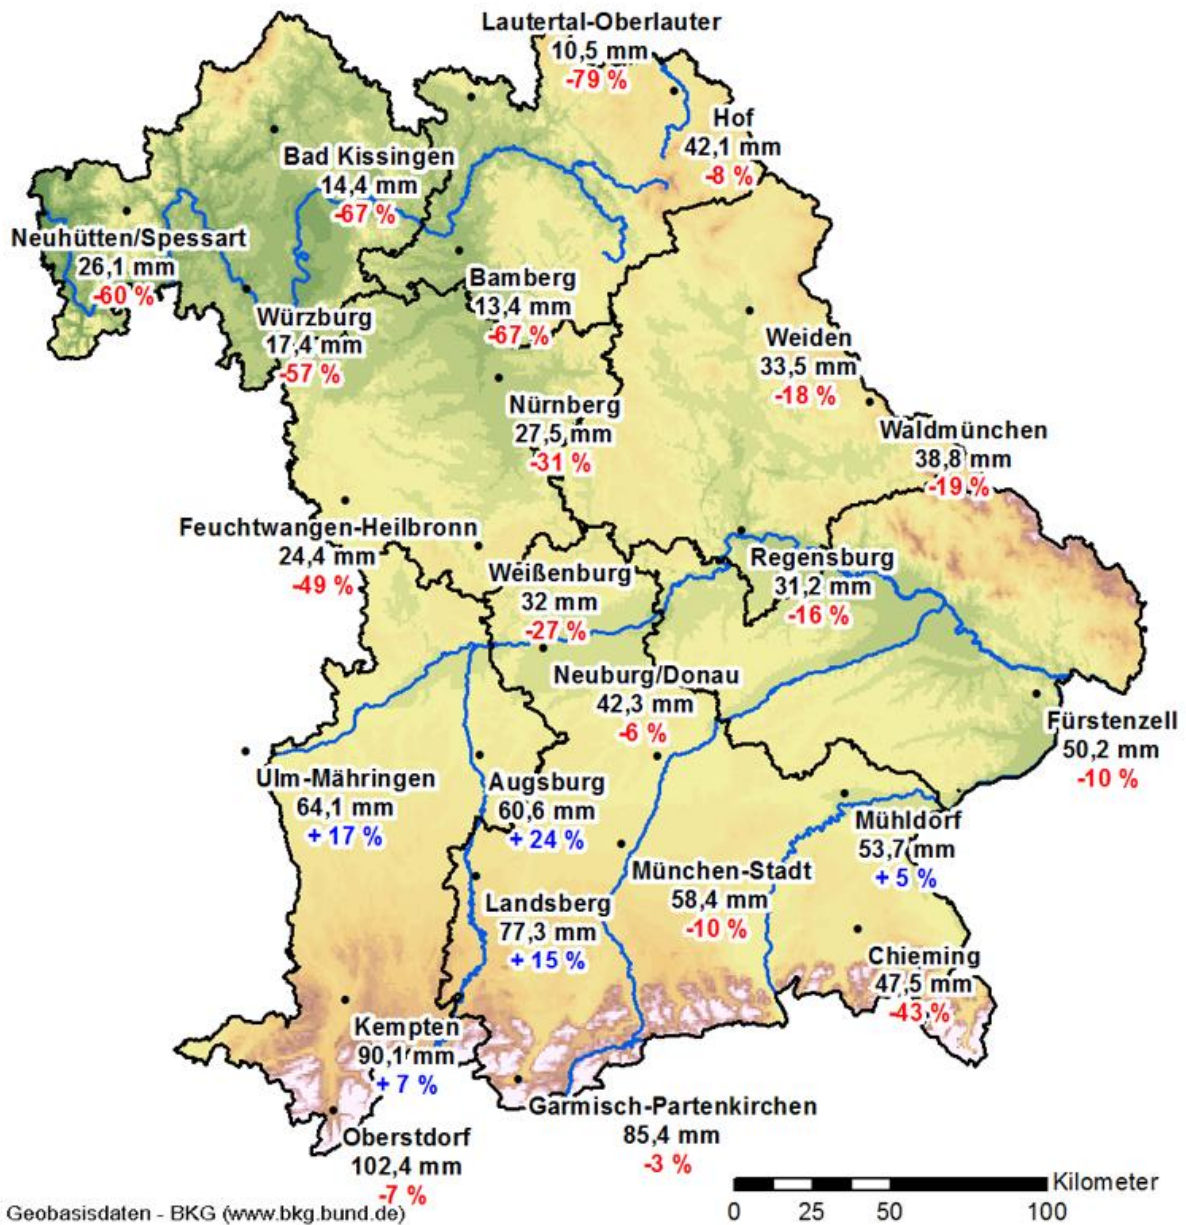 Lautertal-Oberlauter
10,5 mm
-79 %
Hof
42,1 mm
-8 %
Bad Kissingen
14,4 mm
-67 %
Neuhütten/Spessart
26,1 mm
-60 %
Bamberg
13,4 mm
-67 %
Würzburg
17,4 mm
-57 %
Weiden
33,5 mm
-18 %
Nürnberg
27,5 mm
-31 %
Waldmünchen
38,8 mm
-19 %
Feuchtwangen-Heilbronn
24,4 mm
-49 %
Weißenburg
32 mm
-27 %
Regensburg
31,2 mm
-16 %
Neuburg/Donau
42,3 mm
-6 %
Fürstenzell
50,2 mm
-10 %
Ulm-Mähringen
64,1 mm
+ 17 %
Augsburg
60,6 mm
+ 24 %
Mühldorf
53,7 mm
+ 5 %
München-Stadt
58,4 mm
-10 %
Landsberg
77,3 mm
+ 15 %
Chieming
47,5 mm
-43 %
Kempten
90,1 mm
+ 7 %
Garmisch-Partenkirchen
85,4 mm
-3 %
Oberstdorf
102,4 mm
-7 %
Kilometer
0 25 50 100
Geobasisdaten - BKG (www.bkg.bund.de)